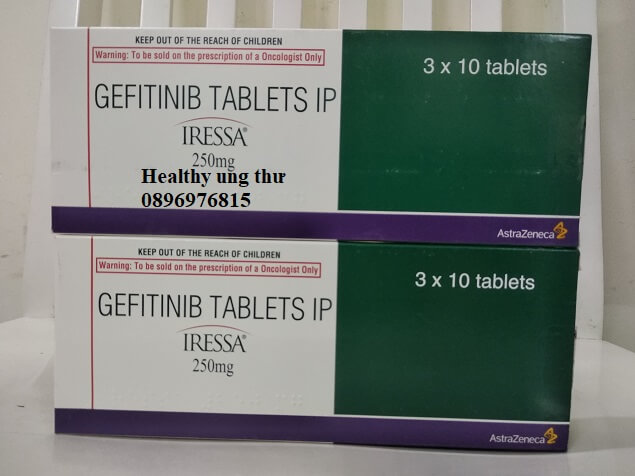 KEEP OUT OF THE REACH OF CHILDREN
Warning: To be sold on the prescription of a Oncologist Only
GEFITINIB TABLETS IP
IRESSA®
250mg
3 x 10 tablets
Healthy ung thư
0896976815
AstraZeneca
KEEP OUT OF THE REACH OF CHILDREN
Warning: To be sold on the prescription of a Oncologist Only
GEFITINIB TABLETS IP
IRESSA®
250mg
3 x 10 tablets
AstraZeneca